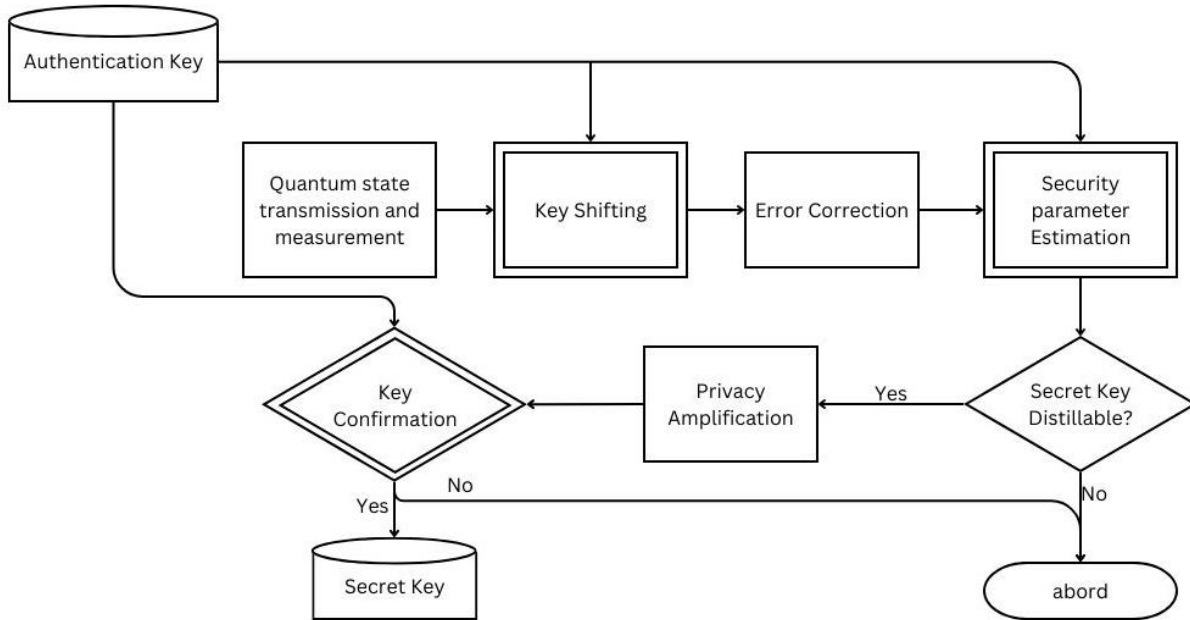 Authentication Key
Quantum state
transmission and
measurement
Key Shifting
Error Correction
Security
parameter
Estimation
Key
Confirmation
Privacy
Amplification
Yes
Secret Key
Distillable?
No
Yes
No
Secret Key
abord